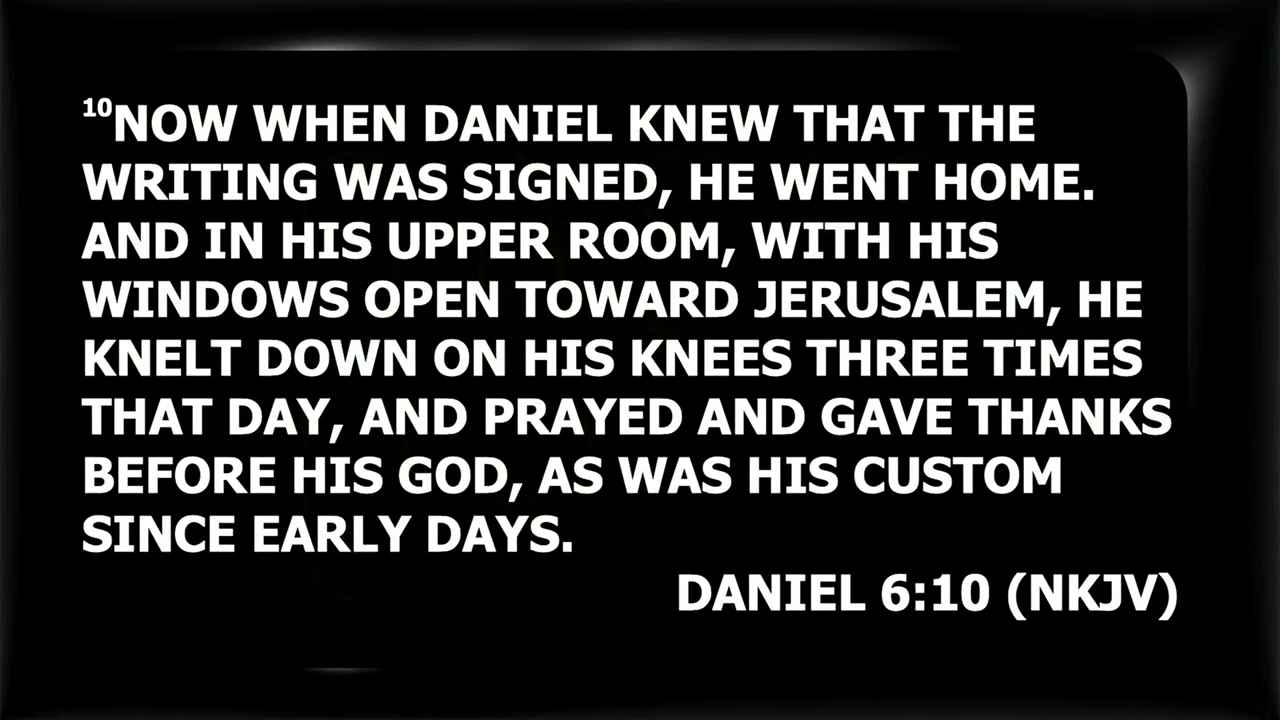 ¹⁰NOW WHEN DANIEL KNEW THAT THE
WRITING WAS SIGNED, HE WENT HOME.
AND IN HIS UPPER ROOM, WITH HIS
WINDOWS OPEN TOWARD JERUSALEM, HE
KNELT DOWN ON HIS KNEES THREE TIMES
THAT DAY, AND PRAYED AND GAVE THANKS
BEFORE HIS GOD, AS WAS HIS CUSTOM
SINCE EARLY DAYS.
DANIEL 6:10 (NKJV)